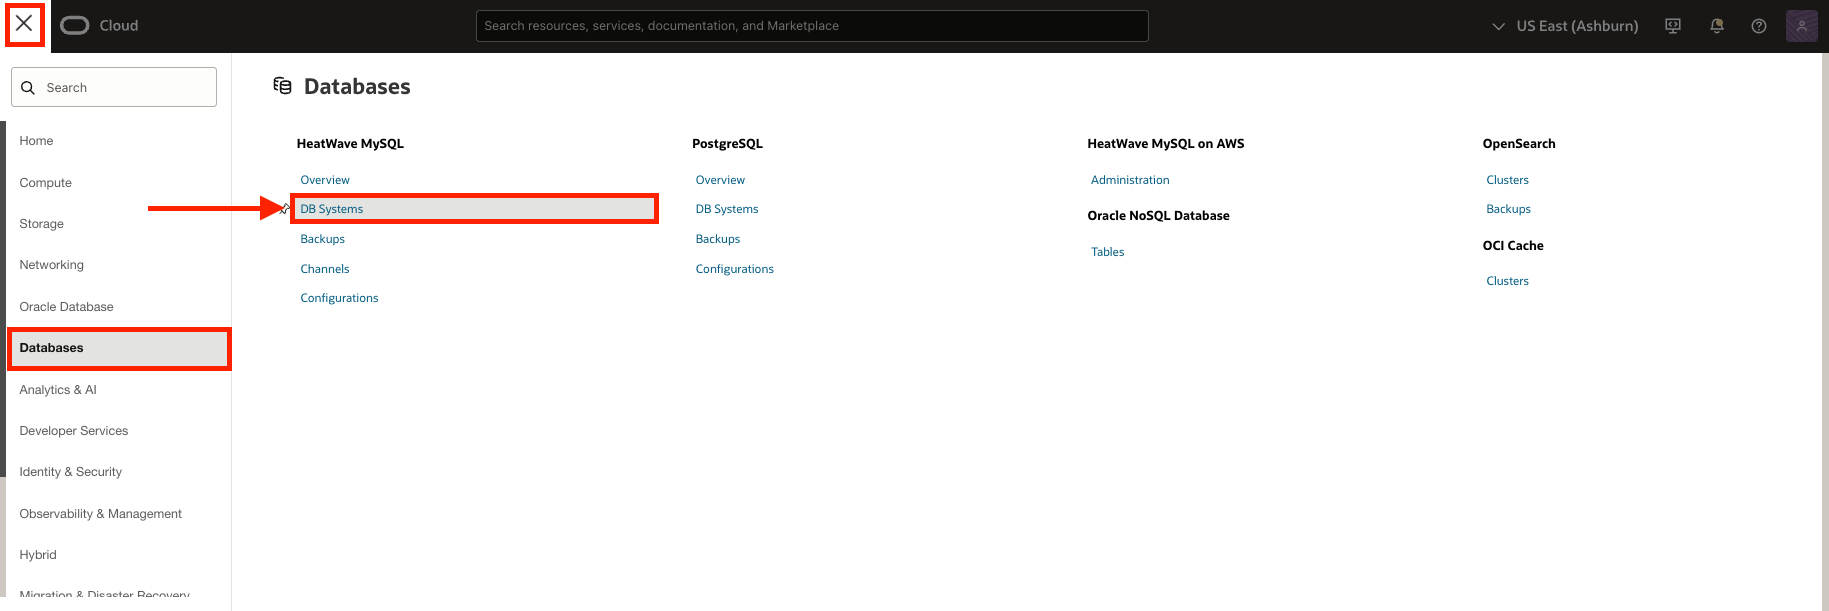 Cloud
Search resources, services, documentation, and Marketplace
US East (Ashburn)
Search
Home
Compute
Storage
Networking
Oracle Database
Databases
Analytics & AI
Developer Services
Identity & Security
Observability & Management
Hybrid
Migration & Disaster Recovery
Databases
HeatWave MySQL
Overview
DB Systems
Backups
Channels
Configurations
PostgreSQL
Overview
DB Systems
Backups
Configurations
HeatWave MySQL on AWS
Administration
Oracle NoSQL Database
Tables
OpenSearch
Clusters
Backups
OCI Cache
Clusters